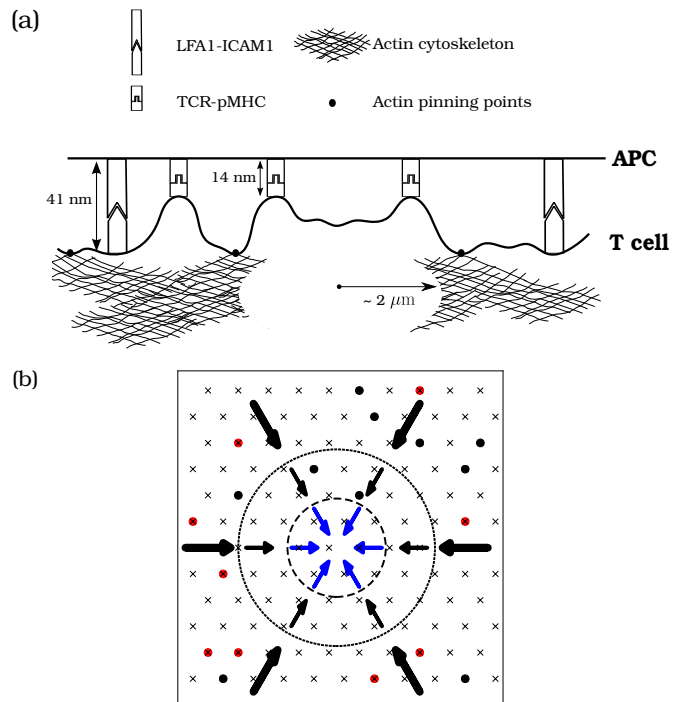 (a)
LFA1-ICAM1
Actin cytoskeleton
TCR-pMHC
Actin pinning points
APC
14 nm
41 nm
T cell
~ 2 μm
(b)